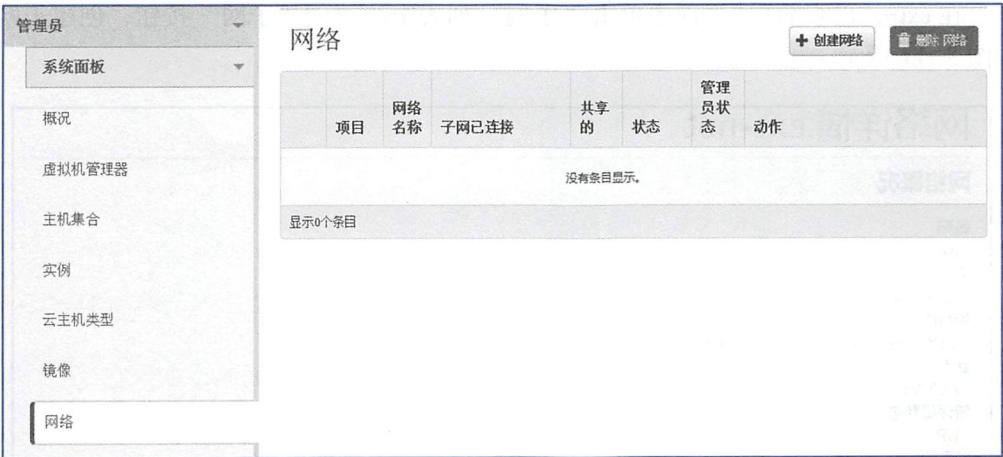 管理员
系统面板
概况
虚拟机管理器
主机集合
实例
云主机类型
镜像
网络
网络
创建网络
删除 网络
项目
网络名称
子网已连接
共享的
状态
管理员状态
动作
没有条目显示。
显示0个条目